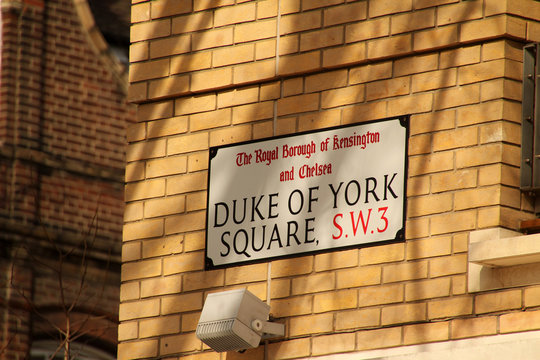 The Royal Borough of Kensington
and Chelsea
DUKE OF YORK
SQUARE, S.W.3